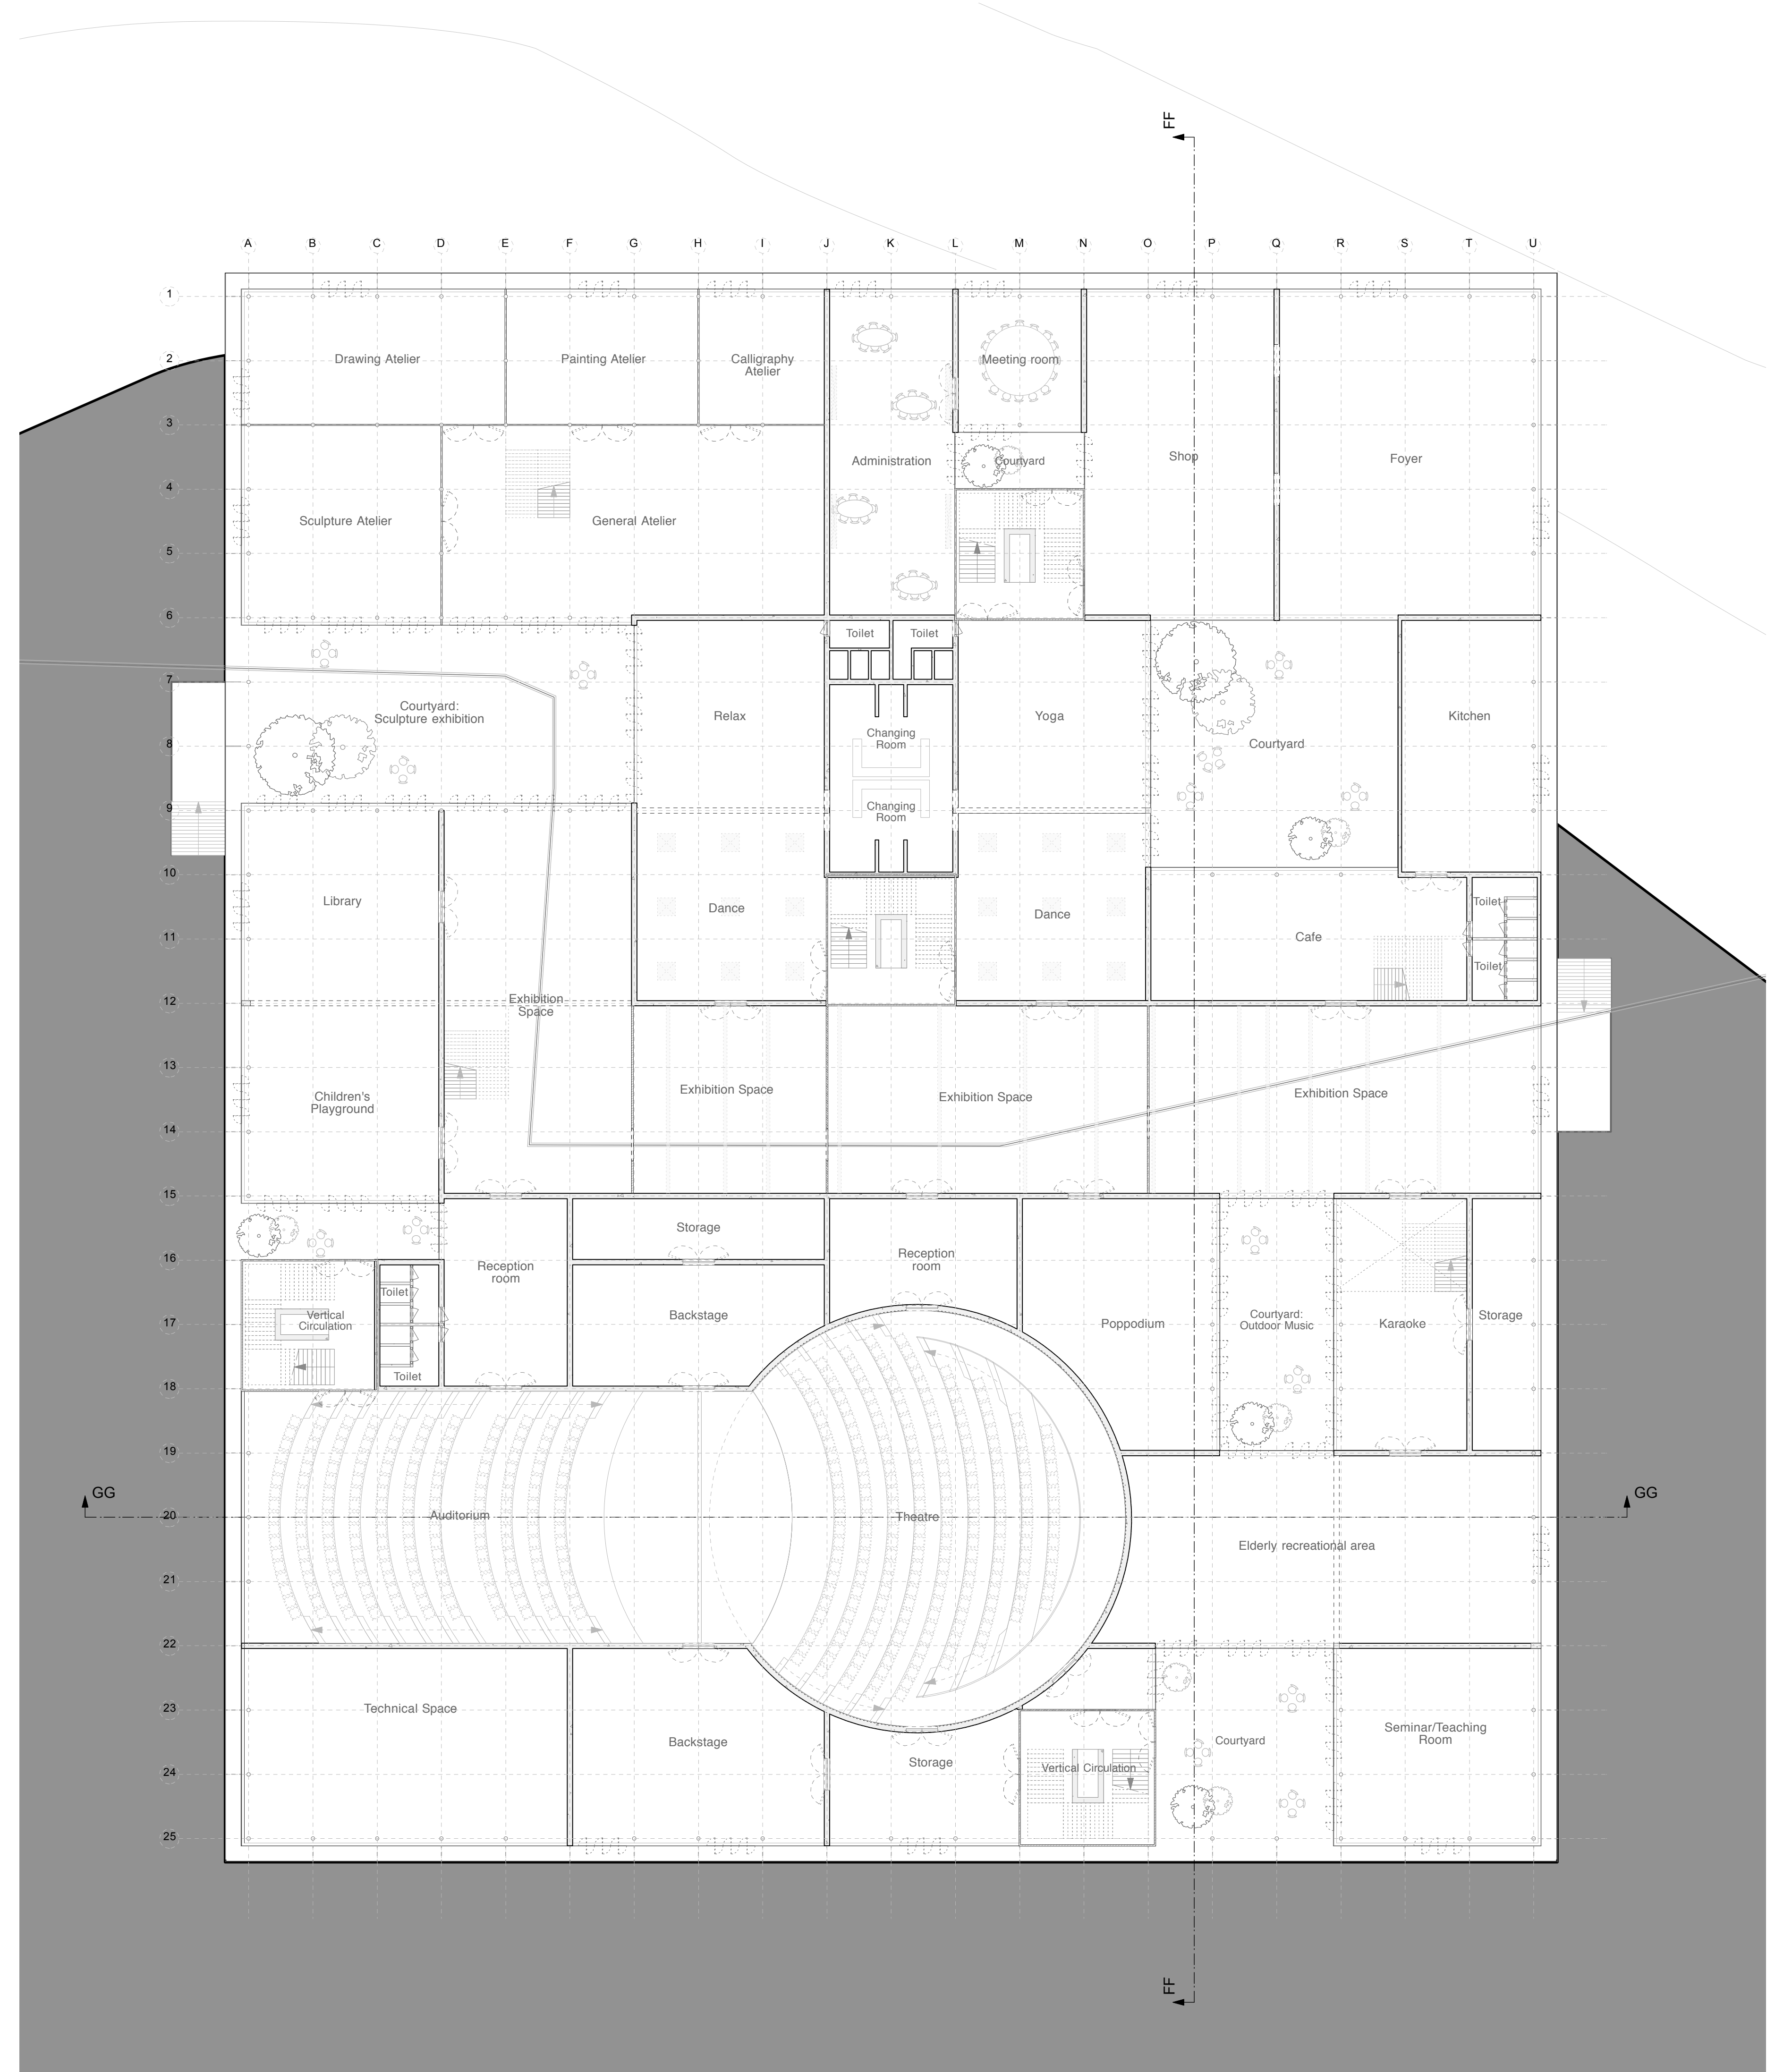 FF
A B C D E F G H I J K L M N O P Q R S T U
1
2
Drawing Atelier
Painting Atelier
Calligraphy
Atelier
Meeting room
3
Administration
Courtyard
Shop
Foyer
4
Sculpture Atelier
General Atelier
5
6
Toilet
Toilet
7
Courtyard:
Sculpture exhibition
Relax
Changing
Room
Yoga
Courtyard
Kitchen
8
9
Changing
Room
10
Library
Dance
Dance
Cafe
Toilet
Toilet
11
12
Exhibition
Space
13
Children's
Playground
Exhibition Space
Exhibition Space
Exhibition Space
14
15
Storage
16
Reception
room
Reception
room
Toilet
17
Vertical
Circulation
Backstage
Poppodium
Courtyard:
Outdoor Music
Karaoke
Storage
Toilet
18
19
GG
GG
20
Auditorium
Theatre
Elderly recreational area
21
22
23
Technical Space
Backstage
Storage
Courtyard
Seminar/Teaching
Room
24
Vertical Circulation
25
FF